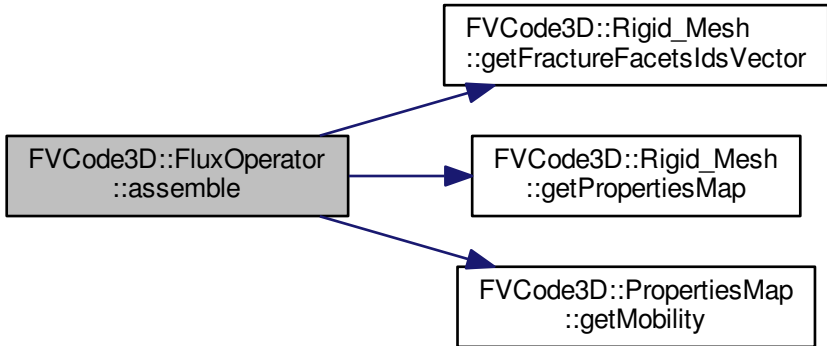 FVCode3D::Rigid_Mesh
::getFractureFacetsIdsVector
FVCode3D::FluxOperator
::assemble
FVCode3D::Rigid_Mesh
::getPropertiesMap
FVCode3D::PropertiesMap
::getMobility